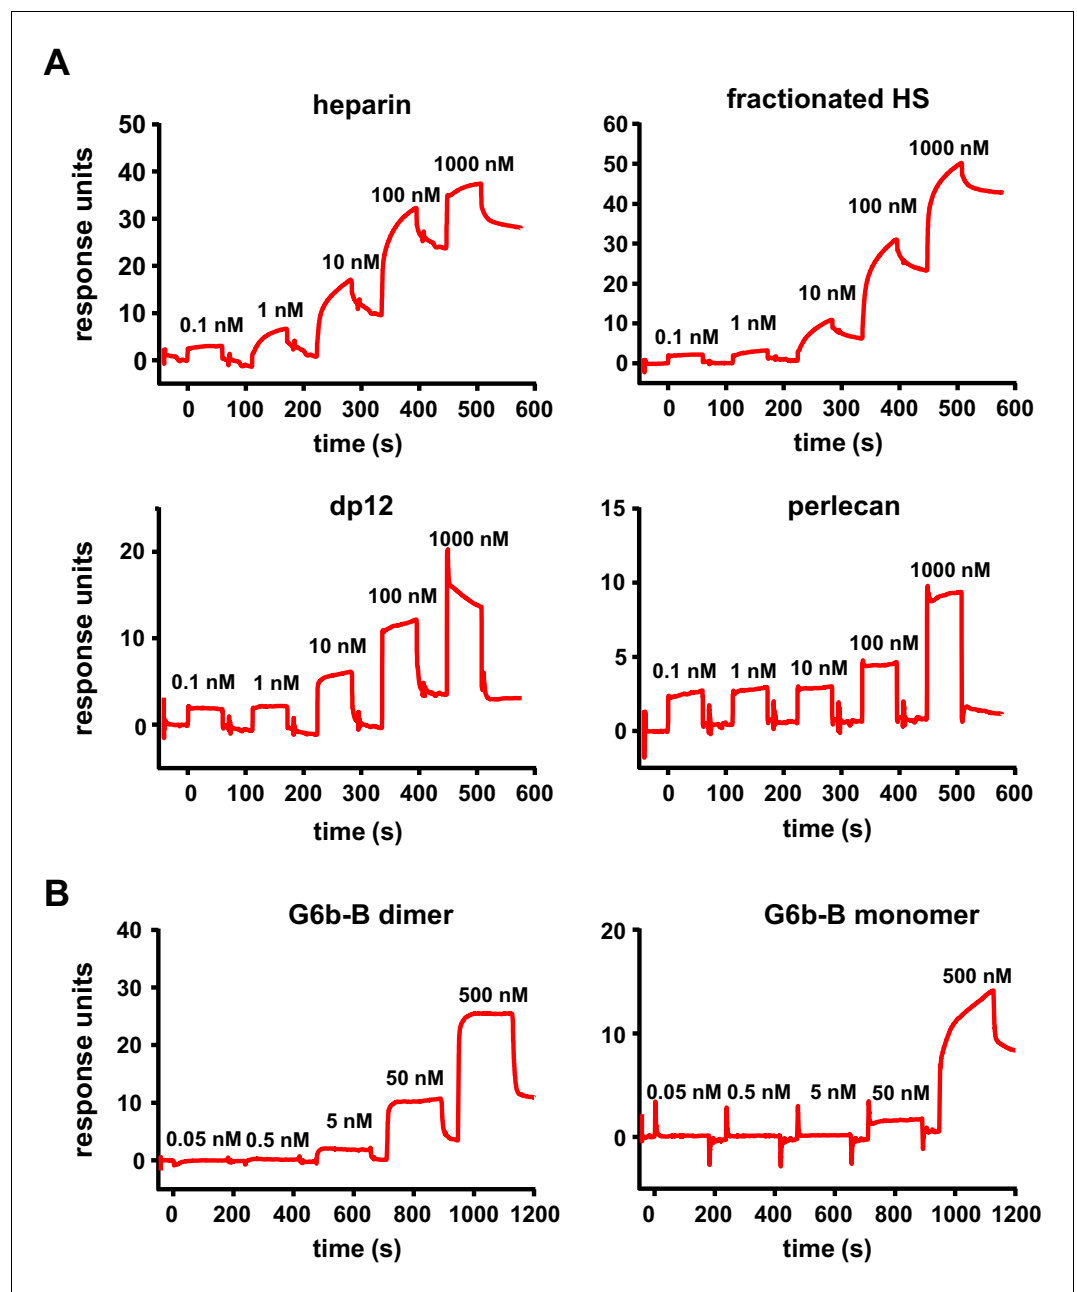 A
heparin
response units
50
40
30
20
10
0
0.1 nM
1 nM
10 nM
100 nM
1000 nM
0 100 200 300 400 500 600
time (s)
fractionated HS
60
50
40
30
20
10
0
0.1 nM
1 nM
10 nM
100 nM
1000 nM
0 100 200 300 400 500 600
time (s)
dp12
response units
20
10
0
0.1 nM
1 nM
10 nM
100 nM
1000 nM
0 100 200 300 400 500 600
time (s)
perlecan
15
10
5
0
0.1 nM
1 nM
10 nM
100 nM
1000 nM
0 100 200 300 400 500 600
time (s)
B
G6b-B dimer
response units
40
30
20
10
0
0.05 nM
0.5 nM
5 nM
50 nM
500 nM
0 200 400 600 800 1000 1200
time (s)
G6b-B monomer
20
10
0
0.05 nM
0.5 nM
5 nM
50 nM
500 nM
0 200 400 600 800 1000 1200
time (s)